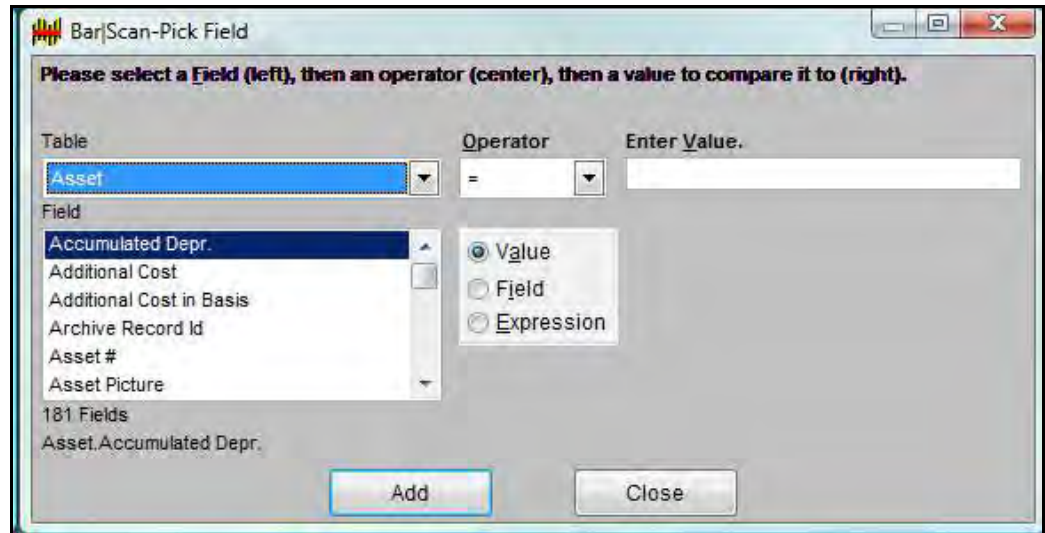 Bar|Scan-Pick Field
Please select a Field (left), then an operator (center), then a value to compare it to (right).
Table Operator Enter Value.
Asset =
Field
Accumulated Depr.
Additional Cost
Additional Cost in Basis
Archive Record Id
Asset #
Asset Picture
Value
Field
Expression
181 Fields
Asset.Accumulated Depr.
Add Close